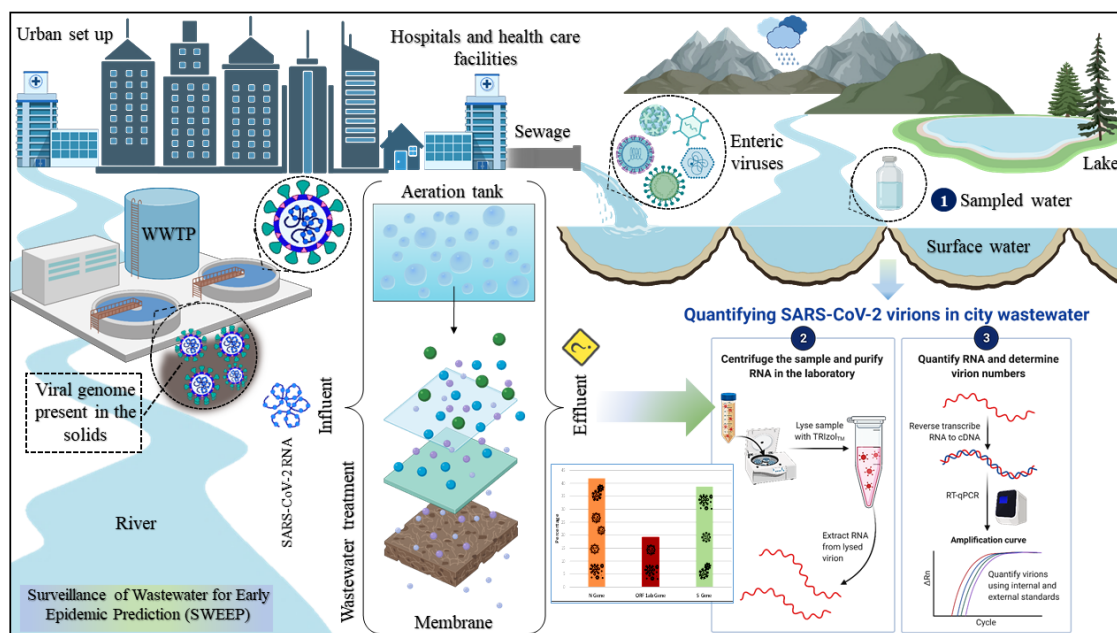 Urban set up
Hospitals and health care
facilities
Sewage
Enteric
viruses
Lake
1 Sampled water
Surface water
WWTP
Aeration tank
Viral genome
present in the
solids
SARS-CoV-2 RNA
Influent
Wastewater treatment
Effluent
?
Membrane
River
Surveillance of Wastewater for Early
Epidemic Prediction (SWEEP)
Quantifying SARS-CoV-2 virions in city wastewater
2
Centrifuge the sample and purify
RNA in the laboratory
Lyse sample
with TRIzol™
Extract RNA
from lysed
virion
3
Quantify RNA and determine
virion numbers
Reverse transcribe
RNA to cDNA
RT-qPCR
Amplification curve
ΔRn
Quantify virions
using internal and
external standards
Cycle
Percentage
N Gene
ORF 1ab Gene
S Gene